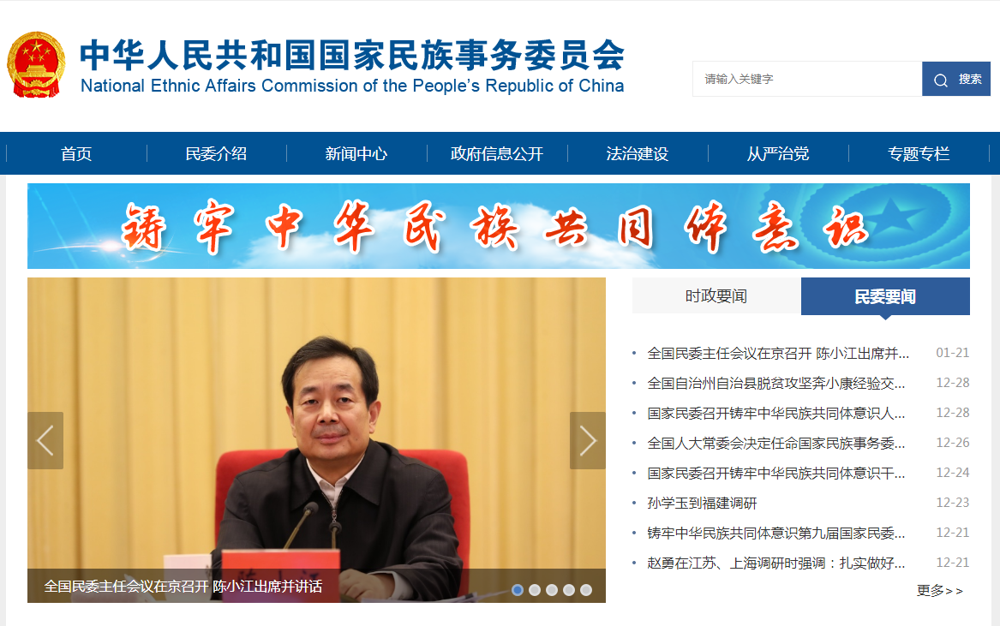 中华人民共和国国家民族事务委员会
National Ethnic Affairs Commission of the People's Republic of China
请输入关键字
搜索
首页
民委介绍
新闻中心
政府信息公开
法治建设
从严治党
专题专栏
铸牢中华民族共同体意识
时政要闻
民委要闻
全国民委主任会议在京召开 陈小江出席并... 01-21
全国自治州自治县脱贫攻坚奔小康经验交... 12-28
国家民委召开铸牢中华民族共同体意识人... 12-28
全国人大常委会决定任命国家民族事务委... 12-26
国家民委召开铸牢中华民族共同体意识干... 12-24
孙学玉到福建调研 12-23
铸牢中华民族共同体意识第九届国家民委... 12-21
赵勇在江苏、上海调研时强调：扎实做好... 12-21
更多>>
全国民委主任会议在京召开 陈小江出席并讲话